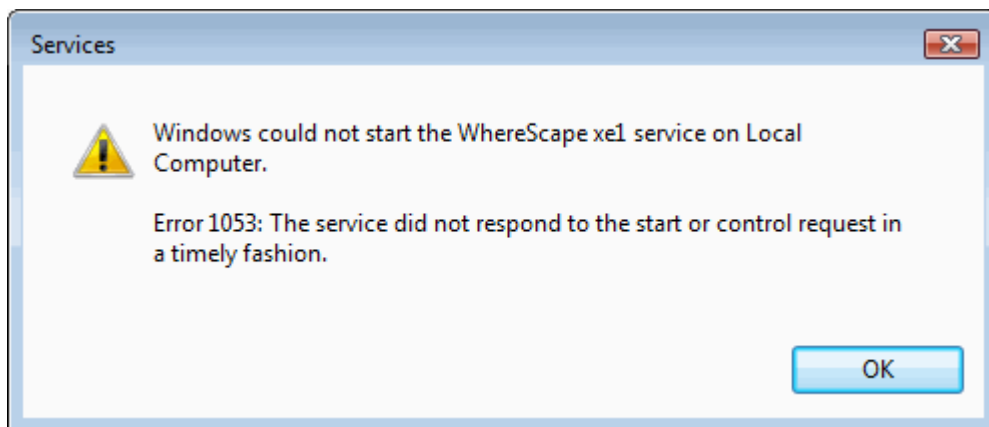 Services
Windows could not start the WhereScape xe1 service on Local
Computer.
Error 1053: The service did not respond to the start or control request in
a timely fashion.
OK